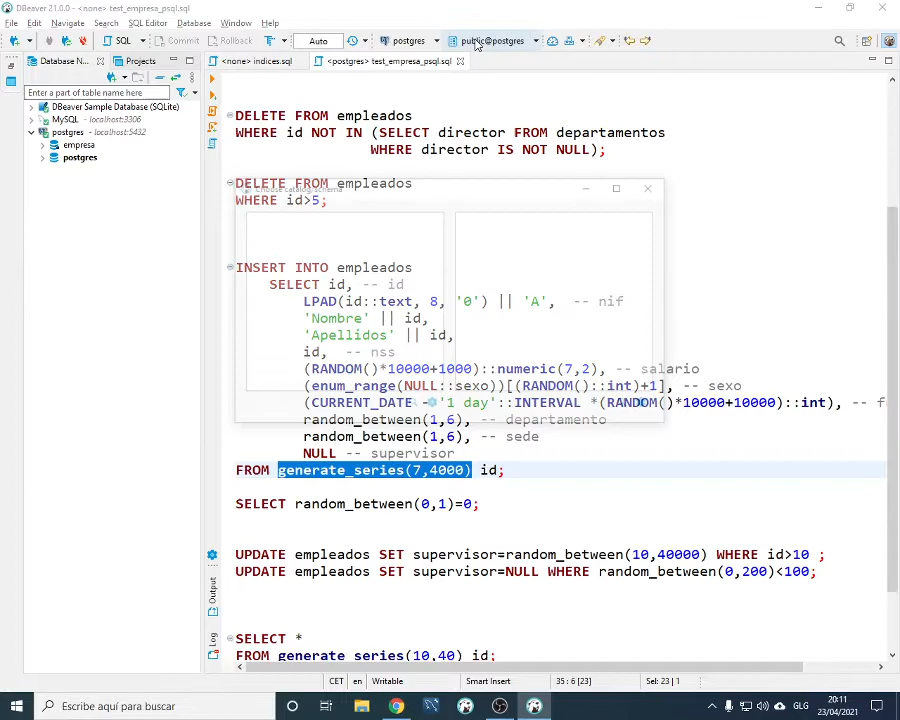 DBeaver 21.0.0 - <none> test_empresa_psql.sql
File Edit Navigate Search SQL Editor Database Window Help
SQL Commit Rollback Auto postgres public@postgres
Database N... Projects <none> indices.sql *<postgres> test_empresa_psql.sql
Enter a part of table name here
DBeaver Sample Database (SQLite)
MySQL - localhost:3306
postgres - localhost:5432
empresa
postgres
DELETE FROM empleados
WHERE id NOT IN (SELECT director FROM departamentos
WHERE director IS NOT NULL);
DELETE FROM empleados
Choose catalog/schema
WHERE id>5;
INSERT INTO empleados
SELECT id, -- id
LPAD(id::text, 8, '0') || 'A', -- nif
'Nombre' || id,
'Apellidos' || id,
id, -- nss
(RANDOM()*10000+1000)::numeric(7,2), -- salario
(enum_range(NULL::sexo))[(RANDOM()::int)+1], -- sexo
(CURRENT_DATE - '1 day'::INTERVAL *(RANDOM()*10000+10000)::int), -- f
random_between(1,6), -- departamento
random_between(1,6), -- sede
NULL -- supervisor
FROM generate_series(7,4000) id;
SELECT random_between(0,1)=0;
UPDATE empleados SET supervisor=random_between(10,40000) WHERE id>10 ;
UPDATE empleados SET supervisor=NULL WHERE random_between(0,200)<100;
SELECT *
FROM generate_series(10,40) id;
Output
Log
CET en Writable Smart Insert 35 : 6 [23] Sel: 23 | 1
Escribe aquí para buscar
GLG
20:11
23/04/2021